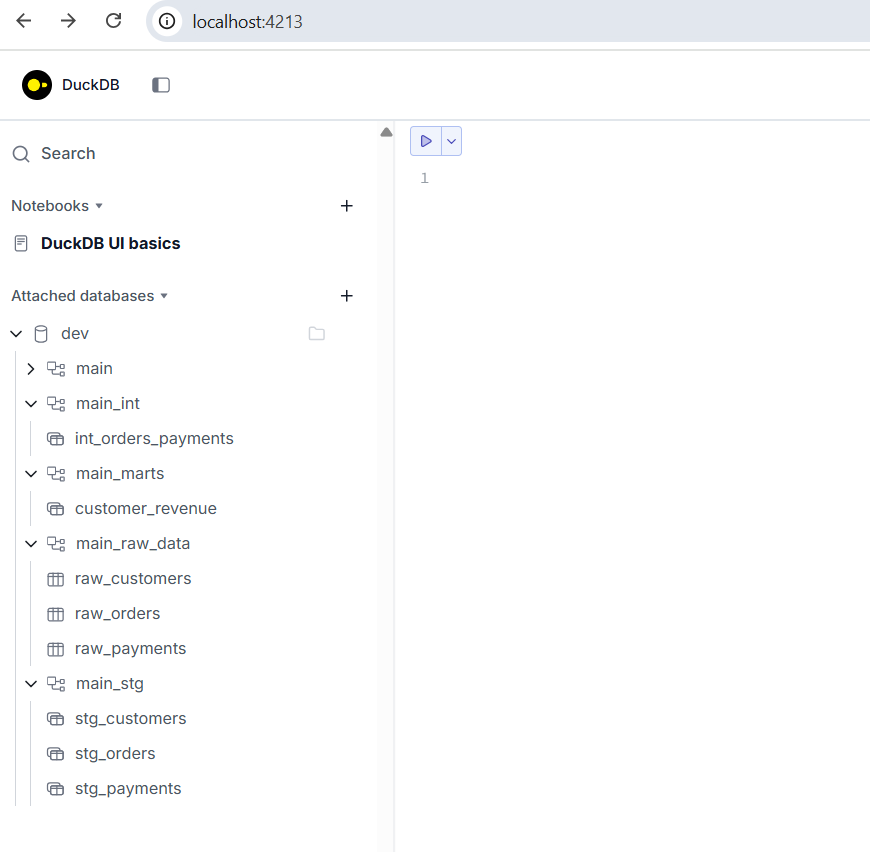 localhost:4213
DuckDB
Search
Notebooks
DuckDB UI basics
Attached databases
dev
main
main_int
int_orders_payments
main_marts
customer_revenue
main_raw_data
raw_customers
raw_orders
raw_payments
main_stg
stg_customers
stg_orders
stg_payments
1